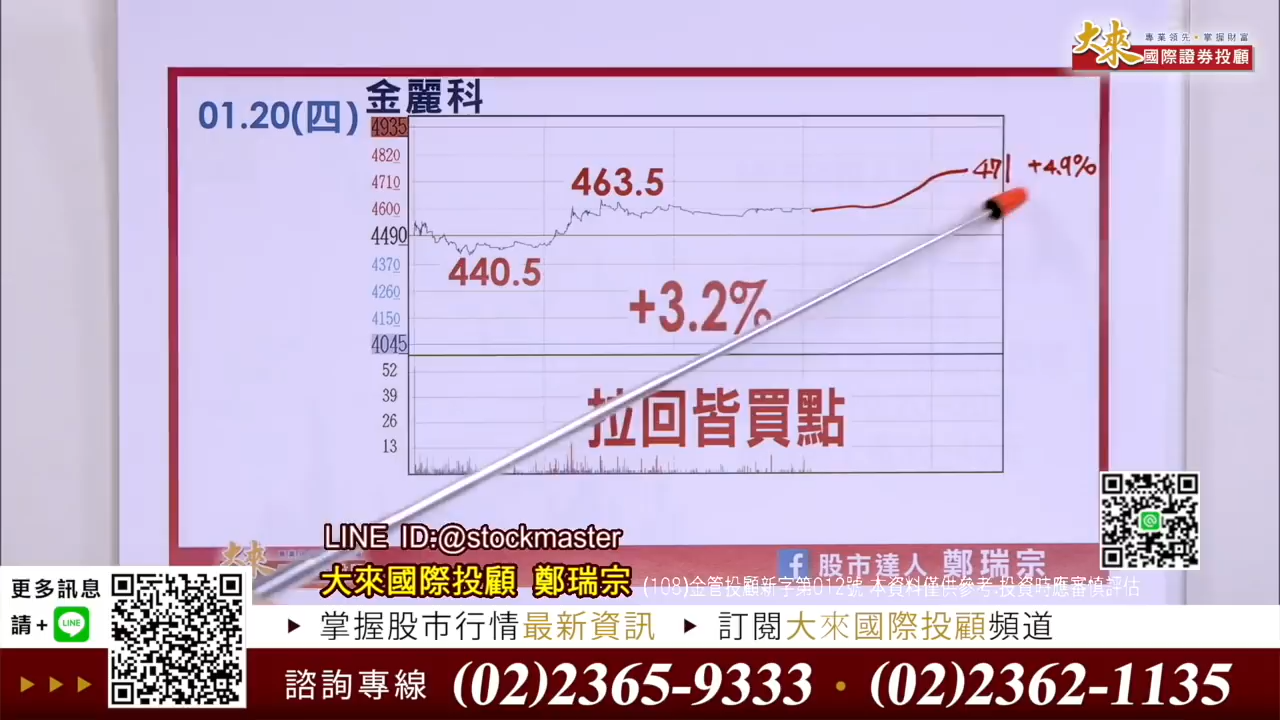 大來
專業領先·掌握財富
國際證券投顧
01.20(四)
金麗科
4935
4820
4710
4600
4490
4370
4260
4150
4045
52
39
26
13
463.5
440.5
471 +4.9%
+3.2%
拉回皆買點
大來
股市達人 鄭瑞宗
LINE ID:@stockmaster
大來國際投顧 鄭瑞宗
(108)金管投顧新字第012號 本資料僅供參考.投資時應審慎評估
更多訊息
請+
LINE
掌握股市行情最新資訊
訂閱大來國際投顧頻道
諮詢專線 (02)2365-9333·(02)2362-1135